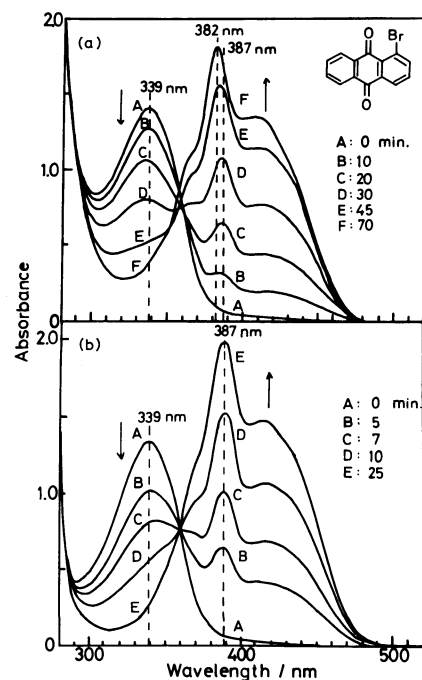 2.0
(a)
382 nm
387 nm
339 nm
Br
O
O
A
B
C
D
E
F
F
E
D
C
B
A
A : 0 min.
B : 10
C : 20
D : 30
E : 45
F : 70
1.0
0
Absorbance
2.0
(b)
387 nm
339 nm
A
B
C
D
E
E
D
C
B
A
A : 0 min.
B : 5
C : 7
D : 10
E : 25
1.0
0
300
400
500
Wavelength / nm